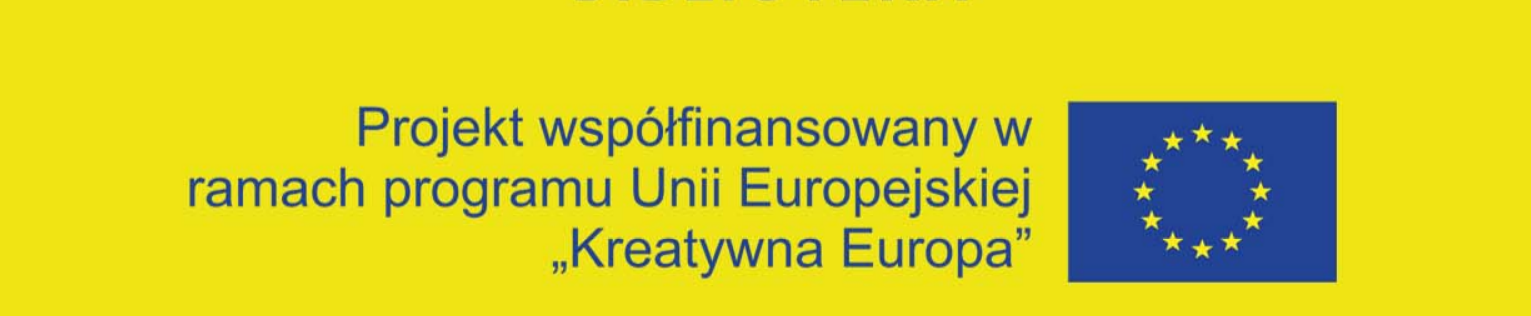 Projekt współfinansowany w
ramach programu Unii Europejskiej
„Kreatywna Europa”